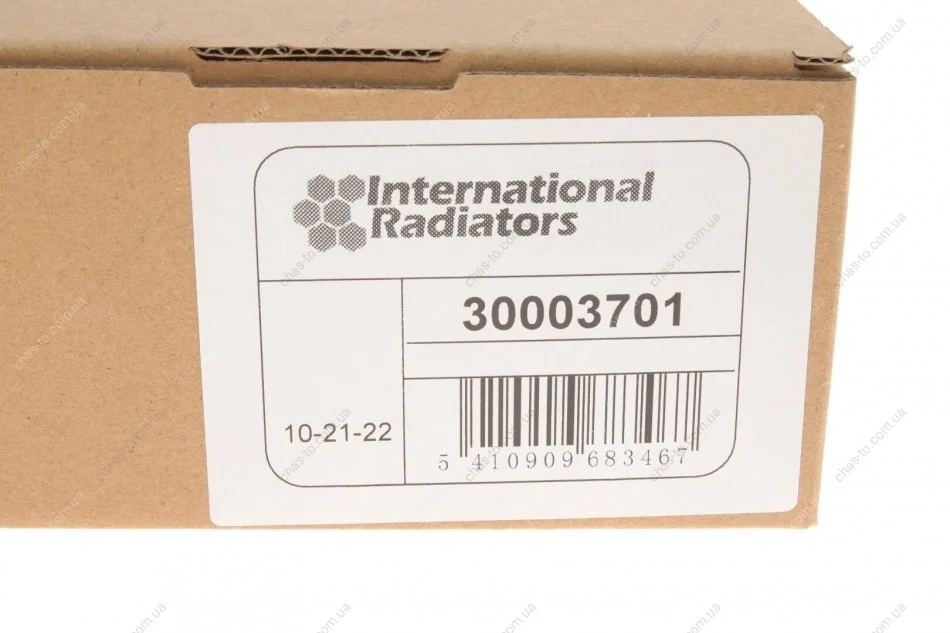 International
Radiators
30003701
10-21-22
5 410909 683467
chas-to.com.ua